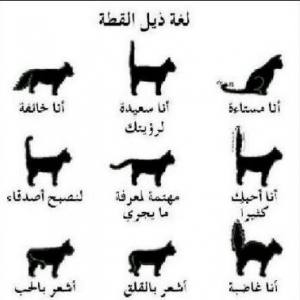 لغة ذيل القطة
أنا مستاءة
أنا سعيدة
لرؤيتك
أنا خائفة
أنا أحبك
كثيراً
مهتمة لمعرفة
ما يجري
لنصبح أصدقاء
أنا غاضبة
أشعر بالقلق
أشعر بالحب